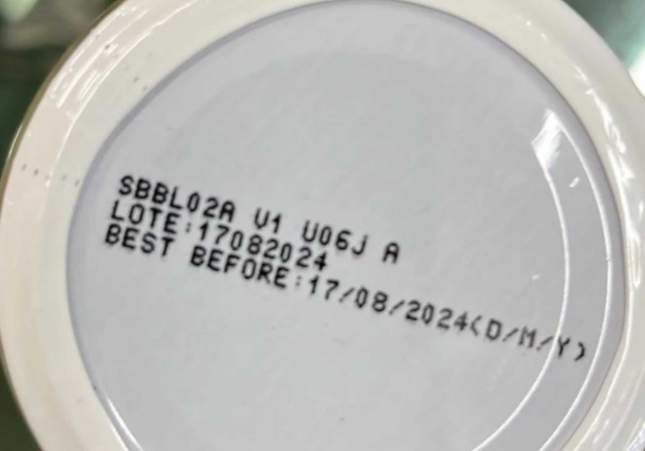 SBBL02A V1 U06J A
LOTE:17082024
BEST BEFORE:17/08/2024(D/M/Y)